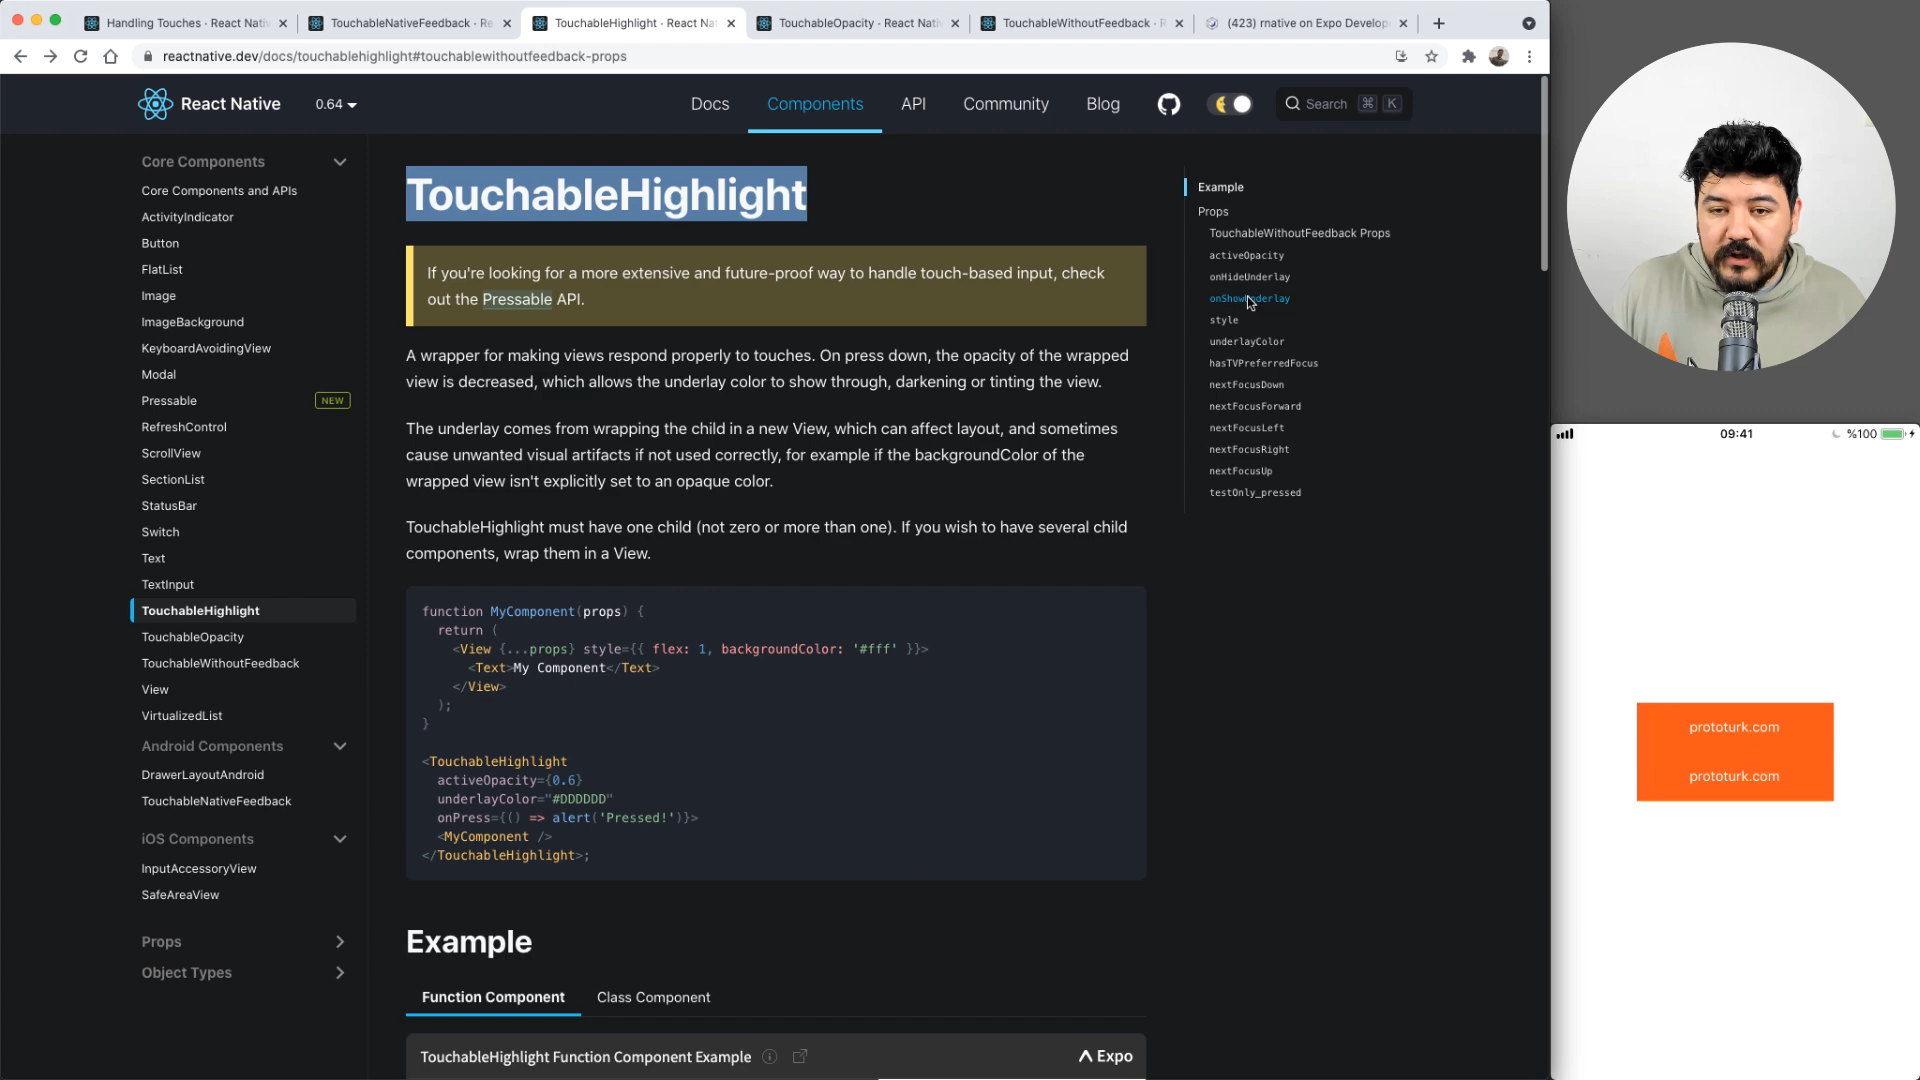 Handling Touches · React Native
TouchableNativeFeedback · Re
TouchableHighlight · React Nat
TouchableOpacity · React Nativ
TouchableWithoutFeedback · R
(423) rnative on Expo Develop
reactnative.dev/docs/touchablehighlight#touchablewithoutfeedback-props
React Native
0.64
Docs
Components
API
Community
Blog
Search ⌘ K
Core Components
Core Components and APIs
ActivityIndicator
Button
FlatList
Image
ImageBackground
KeyboardAvoidingView
Modal
Pressable
NEW
RefreshControl
ScrollView
SectionList
StatusBar
Switch
Text
TextInput
TouchableHighlight
TouchableOpacity
TouchableWithoutFeedback
View
VirtualizedList
Android Components
DrawerLayoutAndroid
TouchableNativeFeedback
iOS Components
InputAccessoryView
SafeAreaView
Props
Object Types
TouchableHighlight
If you're looking for a more extensive and future-proof way to handle touch-based input, check
out the Pressable API.
A wrapper for making views respond properly to touches. On press down, the opacity of the wrapped
view is decreased, which allows the underlay color to show through, darkening or tinting the view.
The underlay comes from wrapping the child in a new View, which can affect layout, and sometimes
cause unwanted visual artifacts if not used correctly, for example if the backgroundColor of the
wrapped view isn't explicitly set to an opaque color.
TouchableHighlight must have one child (not zero or more than one). If you wish to have several child
components, wrap them in a View.
function MyComponent(props) {
return (
<View {...props} style={{ flex: 1, backgroundColor: '#fff' }}>
<Text>My Component</Text>
</View>
);
}
<TouchableHighlight
activeOpacity={0.6}
underlayColor="#DDDDDD"
onPress={() => alert('Pressed!')}>
<MyComponent />
</TouchableHighlight>;
Example
Function Component
Class Component
TouchableHighlight Function Component Example
Expo
Example
Props
TouchableWithoutFeedback Props
activeOpacity
onHideUnderlay
onShowUnderlay
style
underlayColor
hasTVPreferredFocus
nextFocusDown
nextFocusForward
nextFocusLeft
nextFocusRight
nextFocusUp
testOnly_pressed
09:41
%100
prototurk.com
prototurk.com